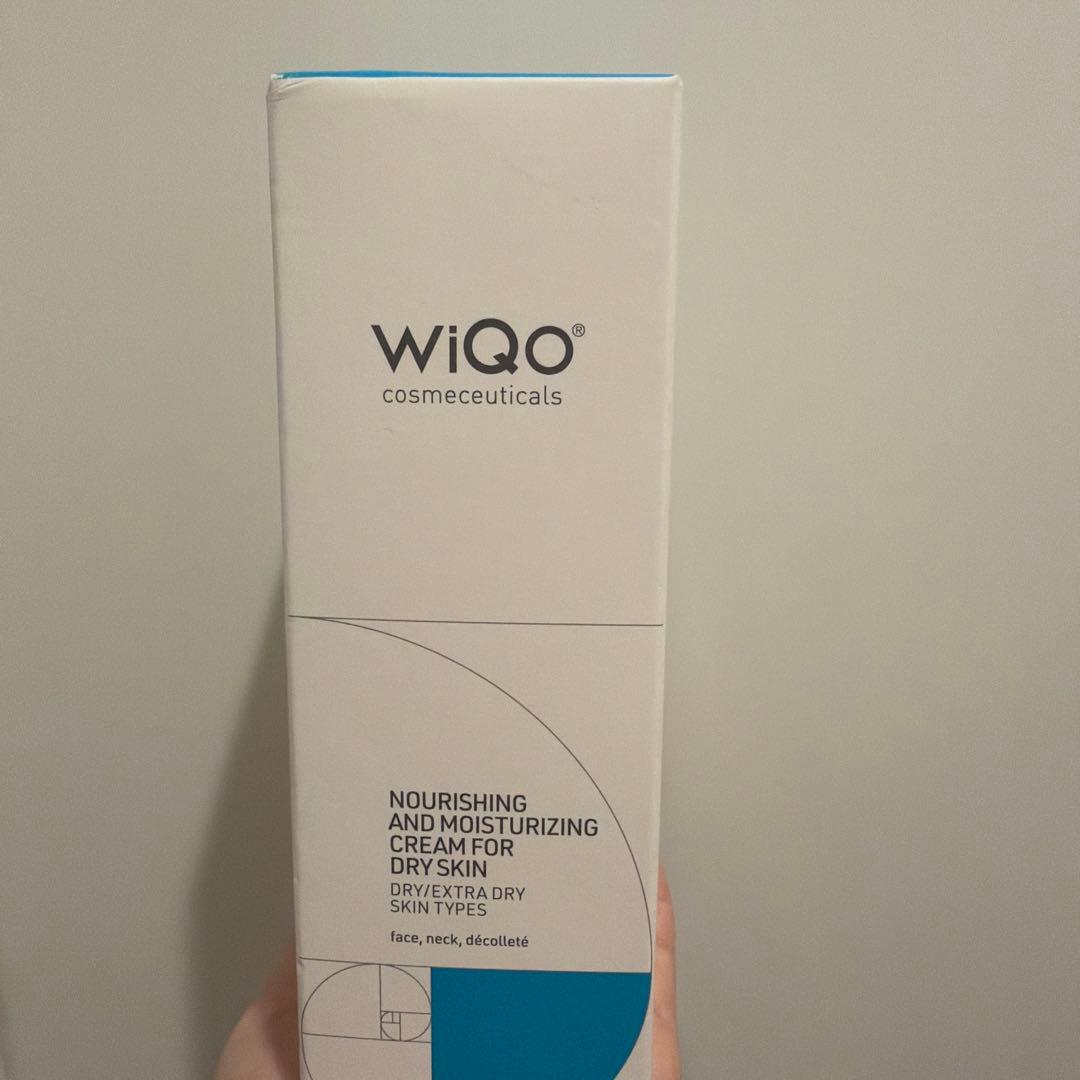 WiQo®
cosmeceuticals
NOURISHING
AND MOISTURIZING
CREAM FOR
DRY SKIN
DRY/EXTRA DRY
SKIN TYPES
face, neck, décolleté